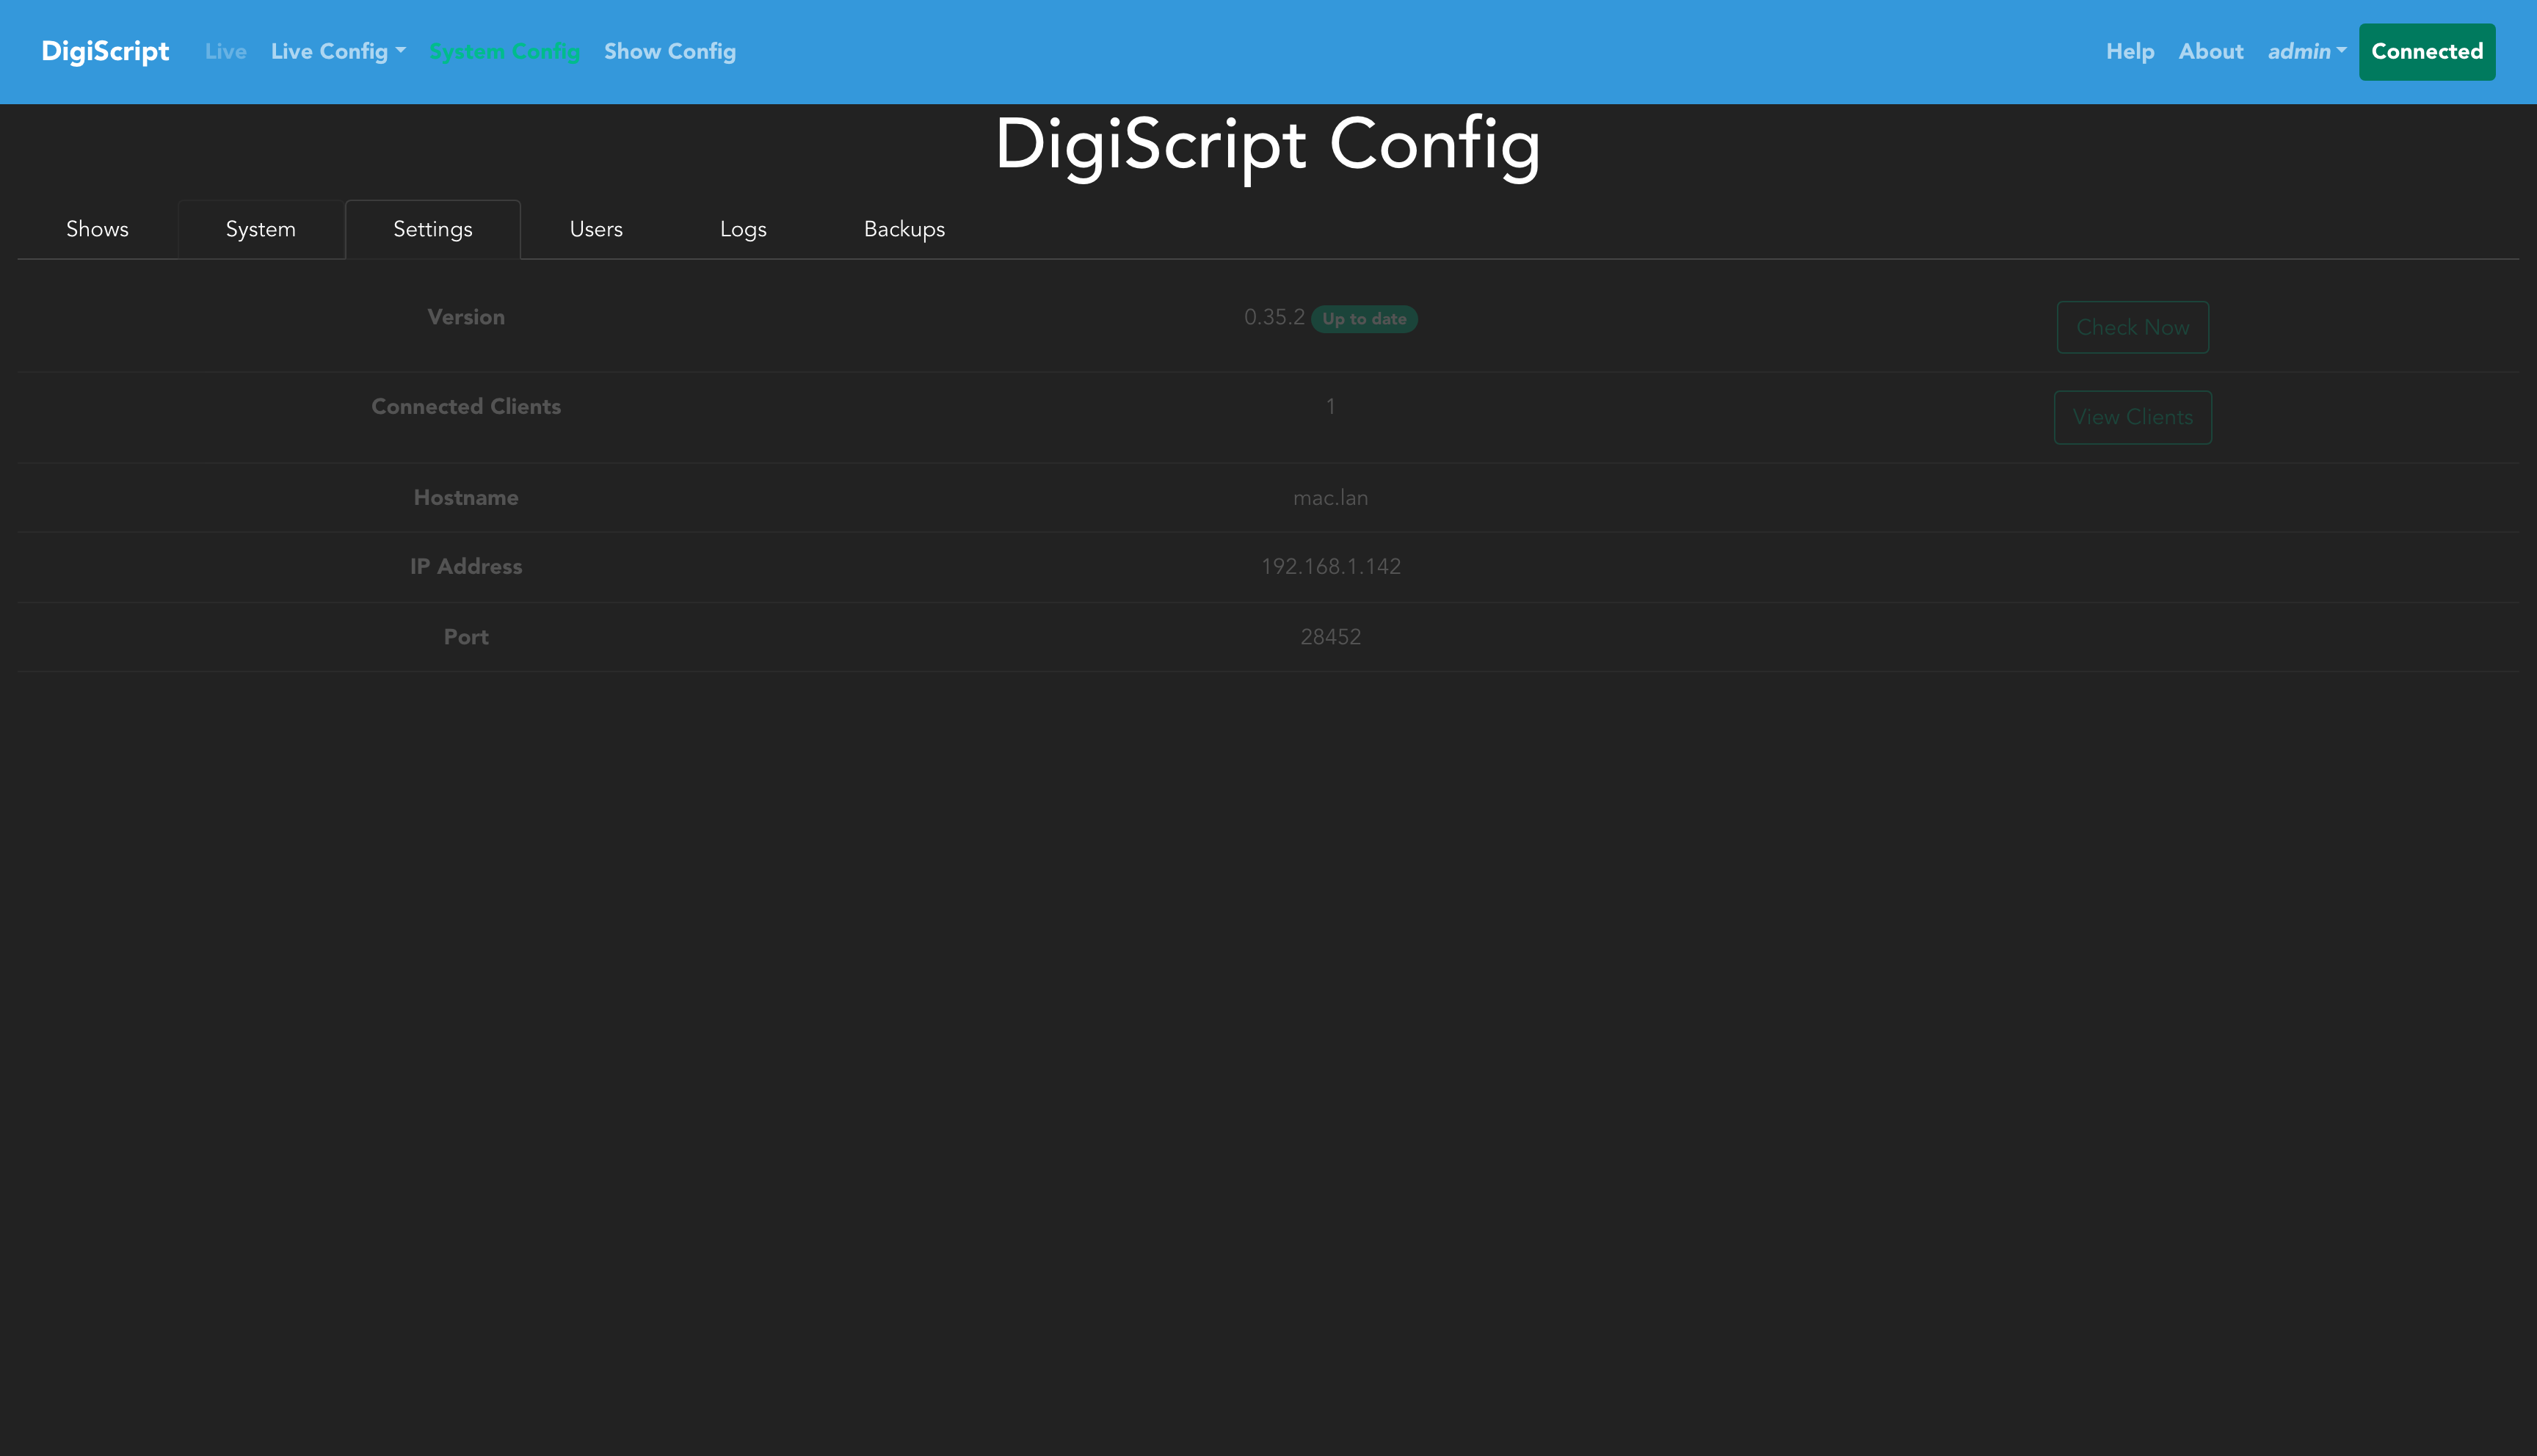 DigiScript Live Live Config System Config Show Config Help About admin Connected
DigiScript Config
Shows System Settings Users Logs Backups
Version 0.35.2 Up to date Check Now
Connected Clients 1 View Clients
Hostname mac.lan
IP Address 192.168.1.142
Port 28452